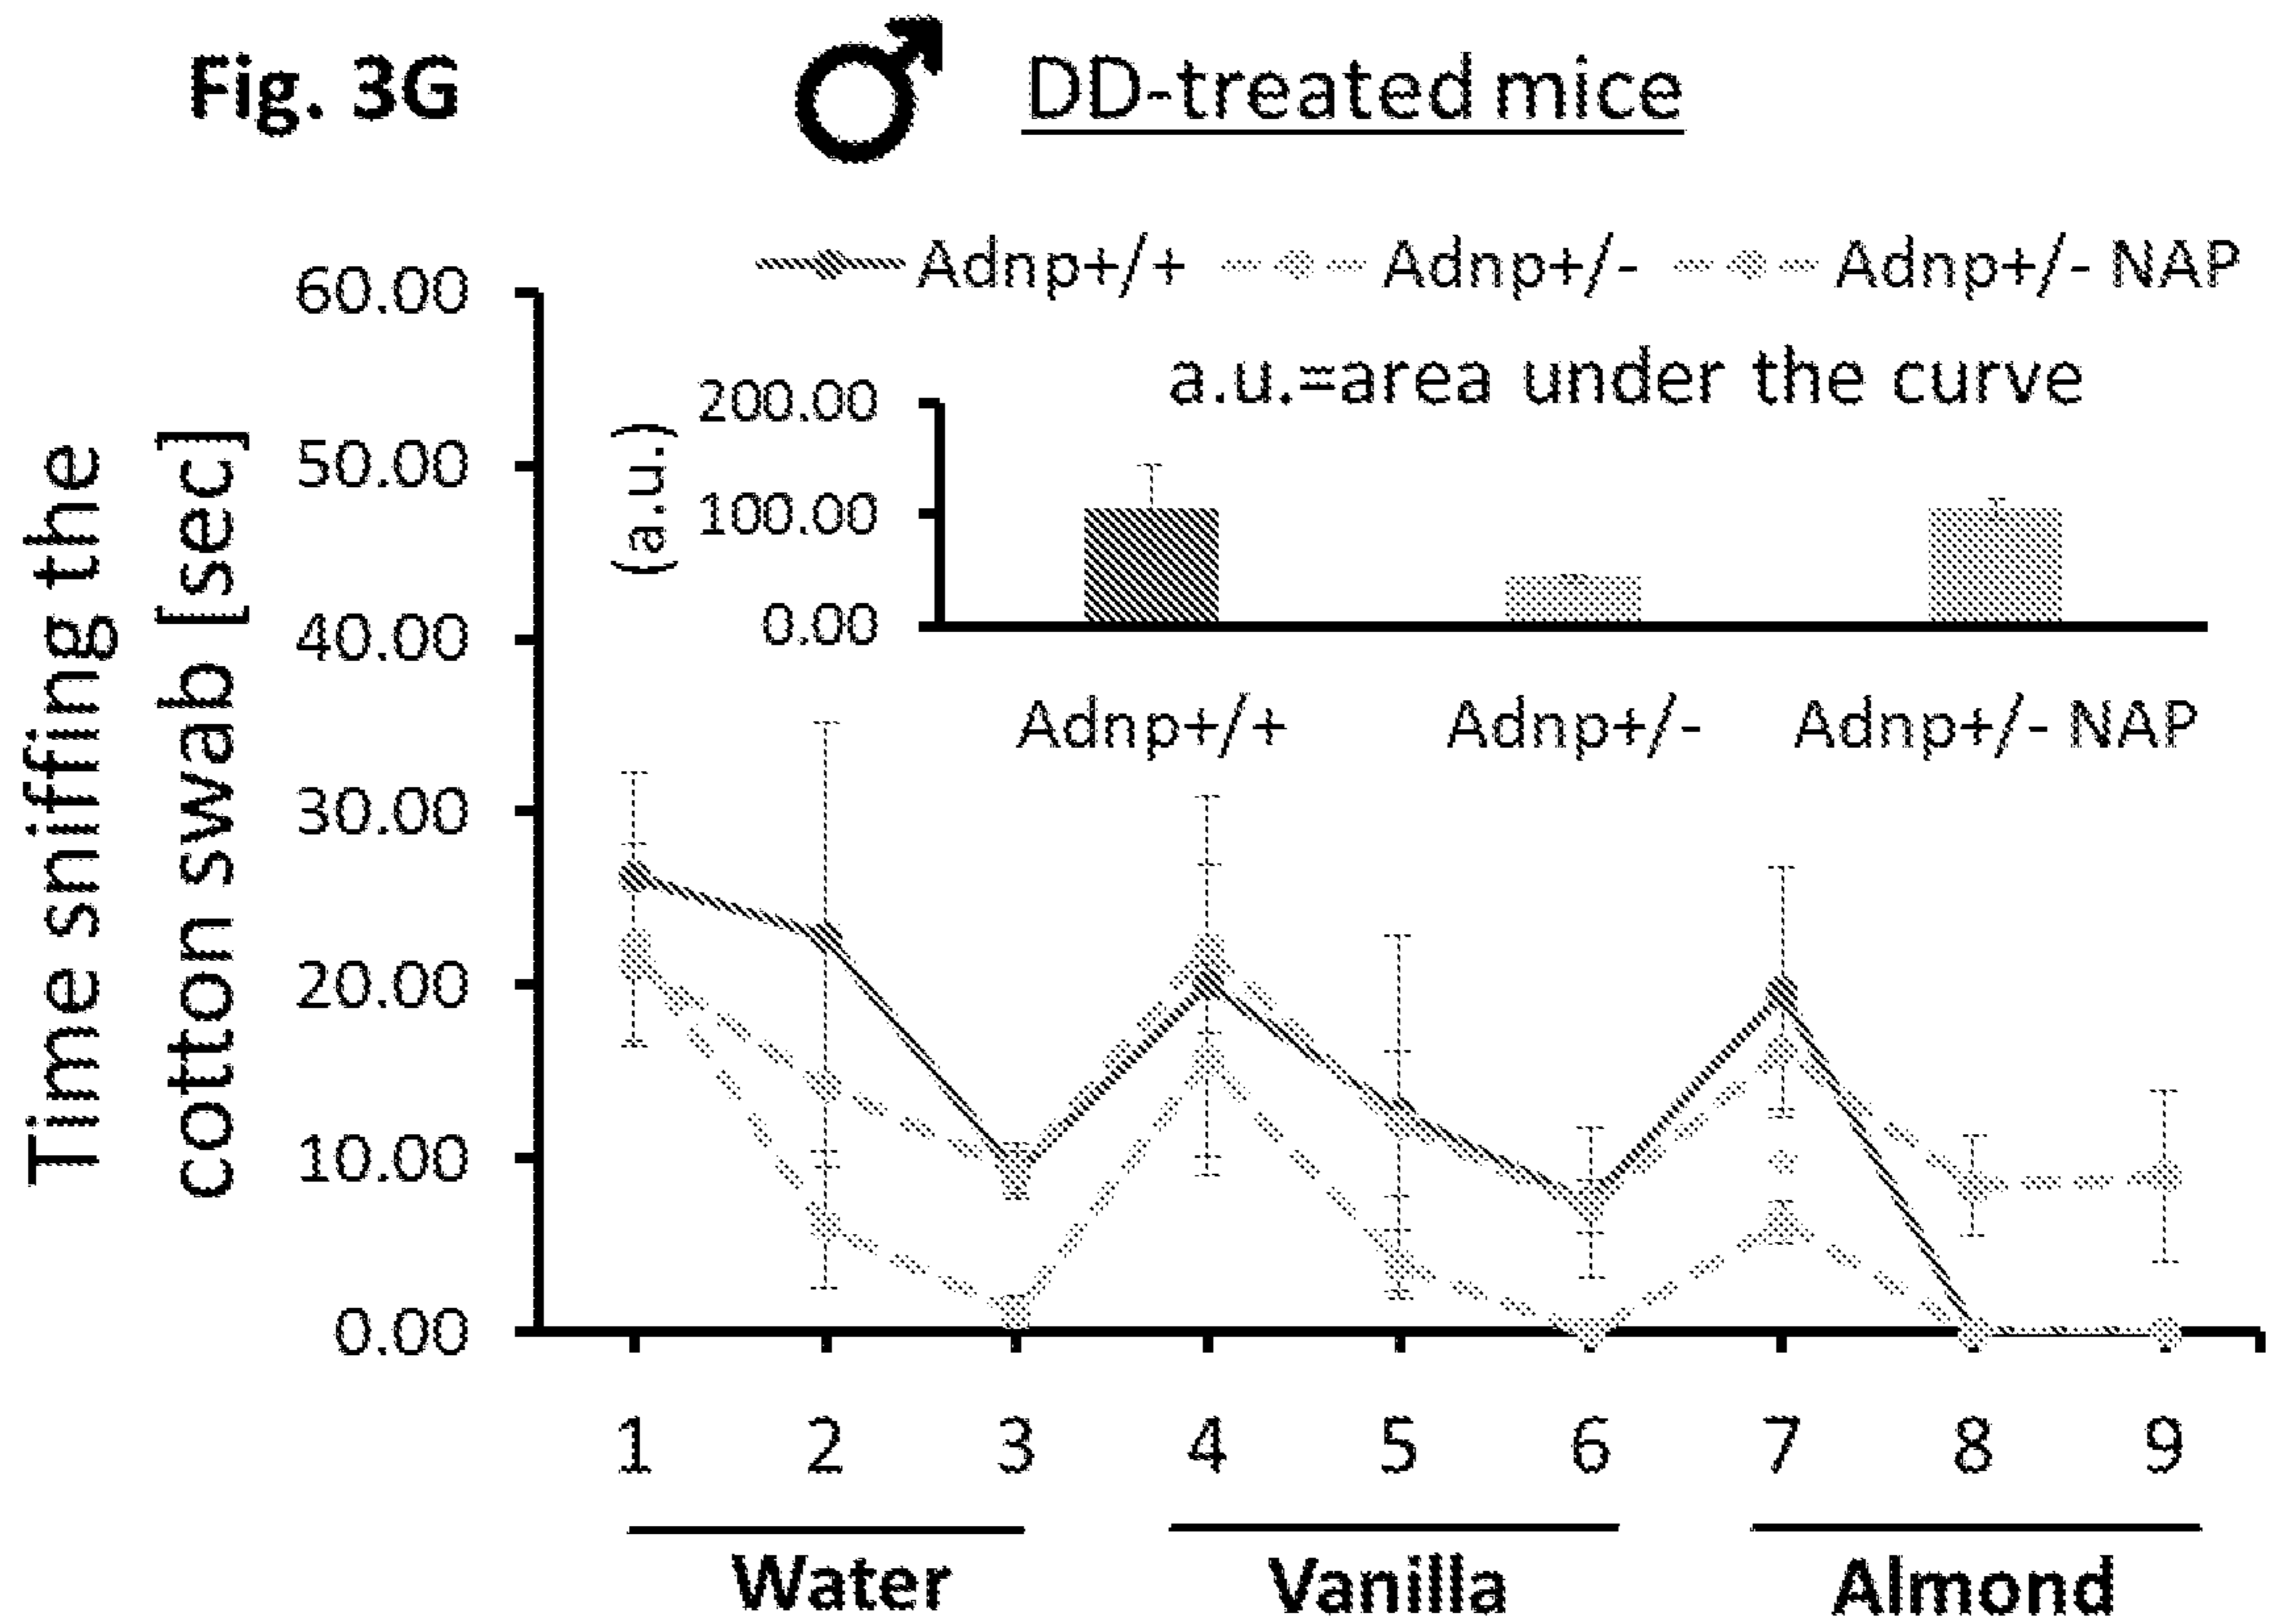 Fig. 3G
♂ DD-treated mice
Adnp+/+ Adnp+/- Adnp+/- NAP
a.u.=area under the curve
(a.u.)
200.00
100.00
0.00
Adnp+/+ Adnp+/- Adnp+/- NAP
Time sniffing the
cotton swab [sec]
60.00
50.00
40.00
30.00
20.00
10.00
0.00
1 2 3 4 5 6 7 8 9
Water Vanilla Almond